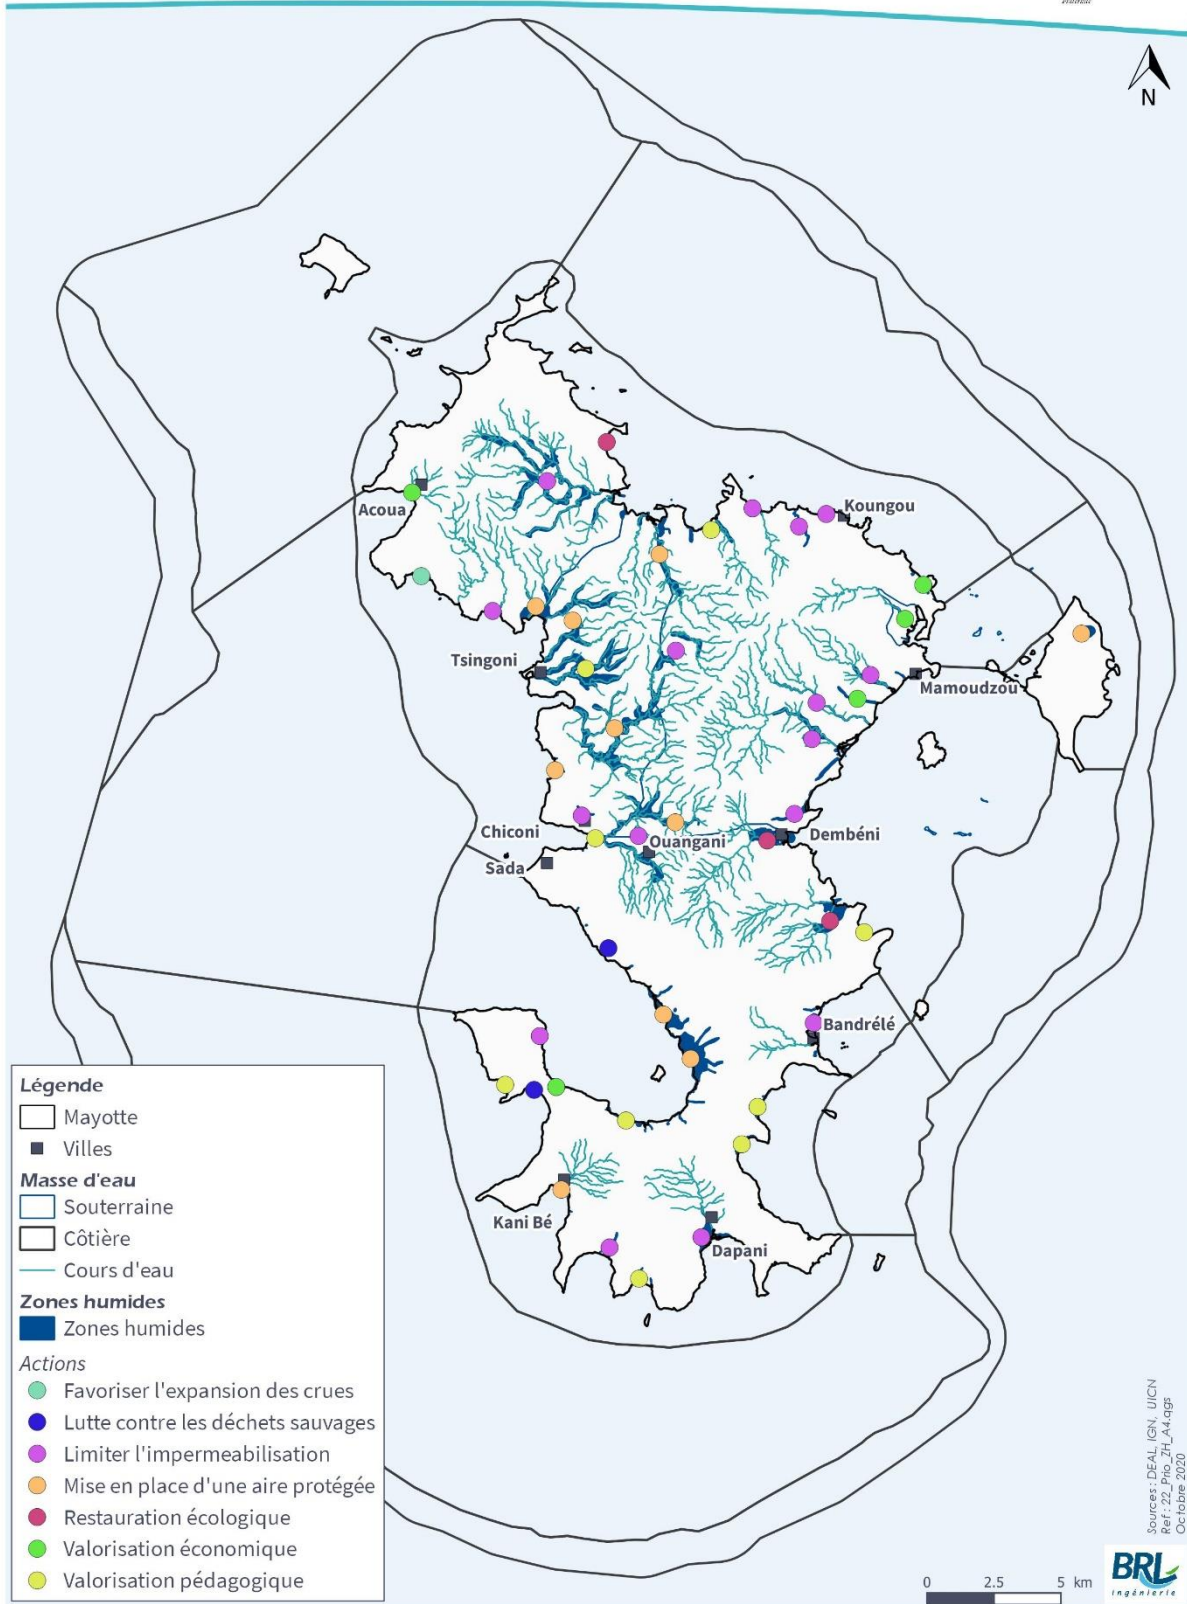 N
Koungou
Acoua
Tsingoni
Mamoudzou
Chiconi
Ouangani
Dembéni
Sada
Bandrélé
Kani Bé
Dapani
Légende
Mayotte
Villes
Masse d'eau
Souterraine
Côtière
Cours d'eau
Zones humides
Zones humides
Actions
Favoriser l'expansion des crues
Lutte contre les déchets sauvages
Limiter l'impermeabilisation
Mise en place d'une aire protégée
Restauration écologique
Valorisation économique
Valorisation pédagogique
Sources : DEAL, IGN, UICN
Ref : 22_Prio_ZH_A4.qgs
Octobre 2020
0 2.5 5 km
BRL
Ingénierie